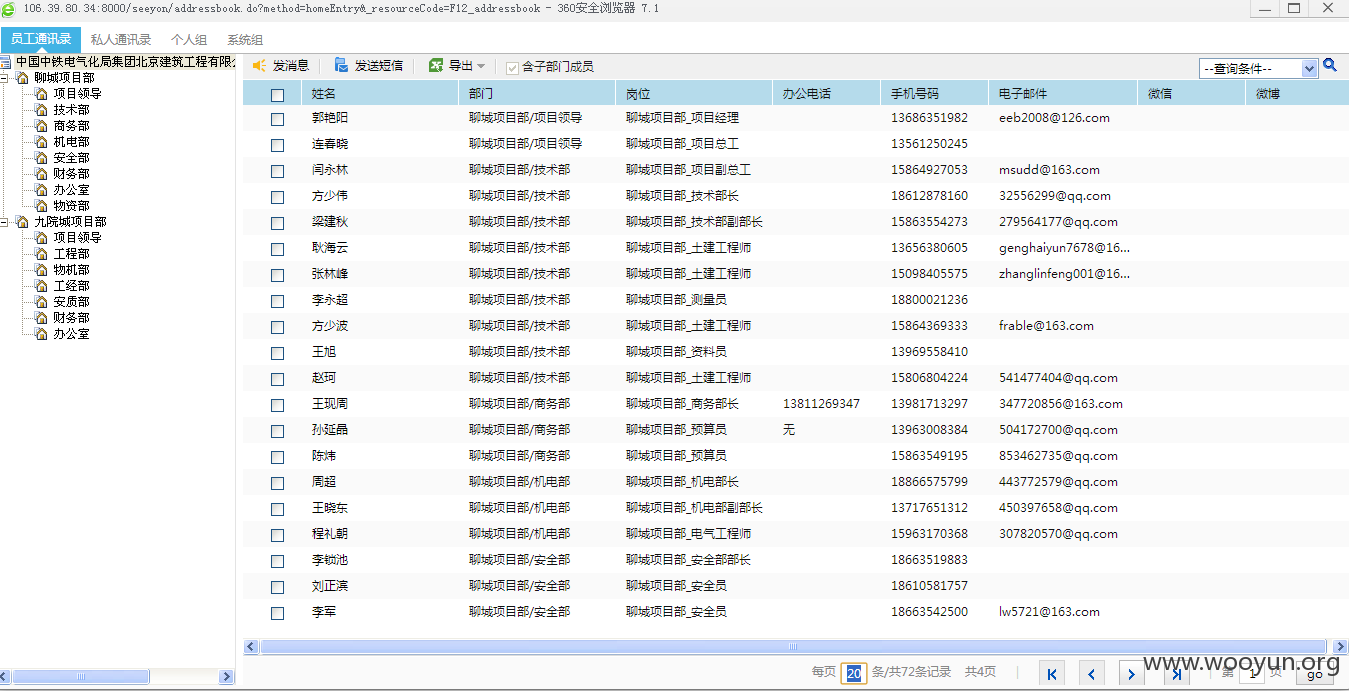 106.39.80.34:8000/seeyon/addressbook.do?method=homeEntry&_resourceCode=F12_addressbook - 360安全浏览器 7.1
员工通讯录 私人通讯录 个人组 系统组
中国中铁电气化局集团北京建筑工程有限
聊城项目部
项目领导
技术部
商务部
机电部
安全部
财务部
办公室
物资部
九院城项目部
项目领导
工程部
物机部
工经部
安质部
财务部
办公室
发消息 发送短信 导出 含子部门成员 --查询条件--
姓名 部门 岗位 办公电话 手机号码 电子邮件 微信 微博
郭艳阳 聊城项目部/项目领导 聊城项目部_项目经理 13686351982 eeb2008@126.com
连春晓 聊城项目部/项目领导 聊城项目部_项目总工 13561250245
闫永林 聊城项目部/技术部 聊城项目部_项目副总工 15864927053 msudd@163.com
方少伟 聊城项目部/技术部 聊城项目部_技术部长 18612878160 32556299@qq.com
梁建秋 聊城项目部/技术部 聊城项目部_技术部副部长 15863554273 279564177@qq.com
耿海云 聊城项目部/技术部 聊城项目部_土建工程师 13656380605 genghaiyun7678@16...
张林峰 聊城项目部/技术部 聊城项目部_土建工程师 15098405575 zhanglinfeng001@16...
李永超 聊城项目部/技术部 聊城项目部_测量员 18800021236
方少波 聊城项目部/技术部 聊城项目部_土建工程师 15864369333 frable@163.com
王旭 聊城项目部/技术部 聊城项目部_资料员 13969558410
赵珂 聊城项目部/技术部 聊城项目部_土建工程师 15806804224 541477404@qq.com
王现周 聊城项目部/商务部 聊城项目部_商务部长 13811269347 13981713297 347720856@163.com
孙延晶 聊城项目部/商务部 聊城项目部_预算员 无 13963008384 504172700@qq.com
陈炜 聊城项目部/商务部 聊城项目部_预算员 15863549195 853462735@qq.com
周超 聊城项目部/机电部 聊城项目部_机电部长 18866575799 443772579@qq.com
王晓东 聊城项目部/机电部 聊城项目部_机电部副部长 13717651312 450397658@qq.com
程礼朝 聊城项目部/机电部 聊城项目部_电气工程师 15963170368 307820570@qq.com
李锁池 聊城项目部/安全部 聊城项目部_安全部部长 18663519883
刘正滨 聊城项目部/安全部 聊城项目部_安全员 18610581757
李军 聊城项目部/安全部 聊城项目部_安全员 18663542500 lw5721@163.com
每页 20 条/共72条记录 共4页 第 1 页 go
www.wooyun.org